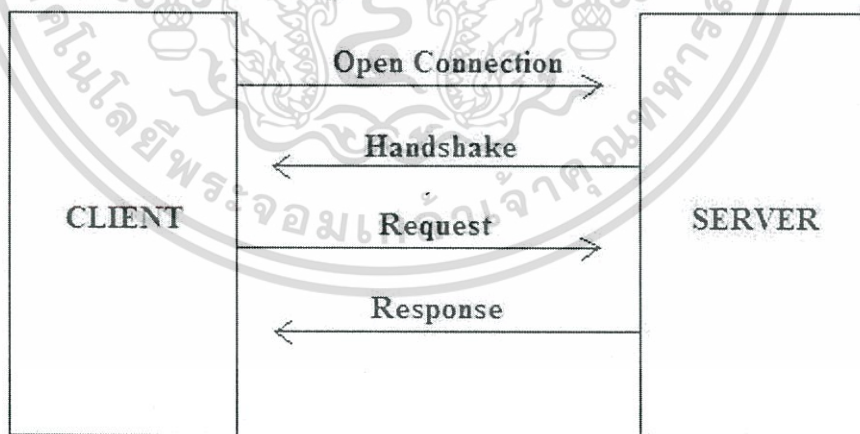 Open Connection
Handshake
CLIENT
Request
SERVER
Response